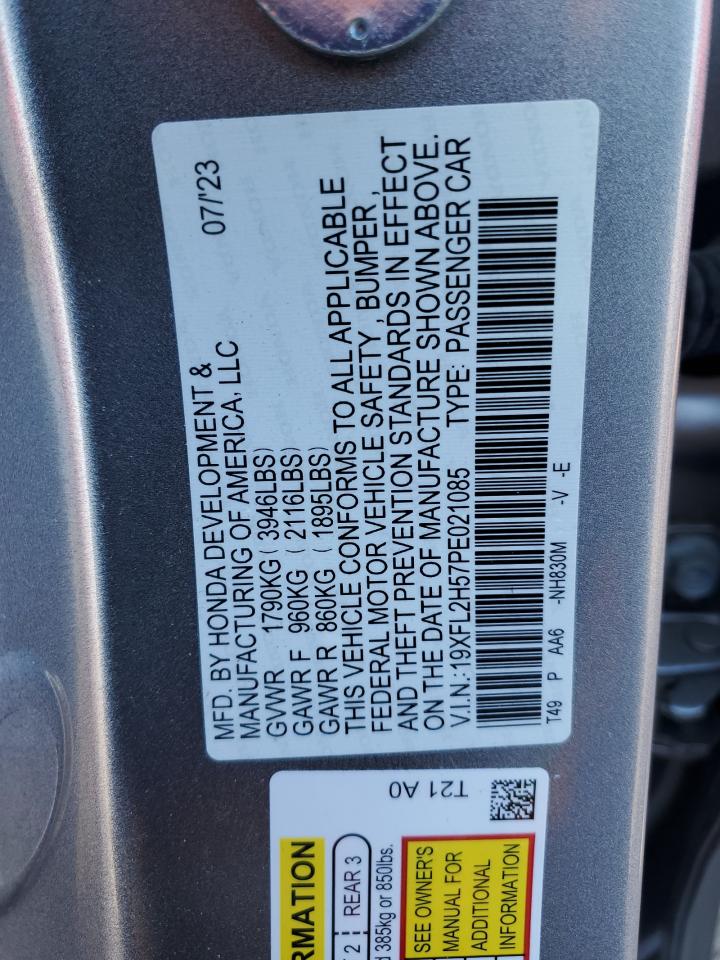 MFD. BY HONDA DEVELOPMENT &
MANUFACTURING OF AMERICA, LLC 07/'23
GVWR 1790KG ( 3946LBS)
GAWR F 960KG ( 2116LBS)
GAWR R 860KG ( 1895LBS)
THIS VEHICLE CONFORMS TO ALL APPLICABLE
FEDERAL MOTOR VEHICLE SAFETY , BUMPER ,
AND THEFT PREVENTION STANDARDS IN EFFECT
ON THE DATE OF MANUFACTURE SHOWN ABOVE.
V.I.N.:19XFL2H57PE021085 TYPE: PASSENGER CAR
T49 P AA6 -NH830M -V -E
T21 A0
RMATION
2 REAR 3
385kg or 850lbs.
SEE OWNER'S
MANUAL FOR
ADDITIONAL
INFORMATION